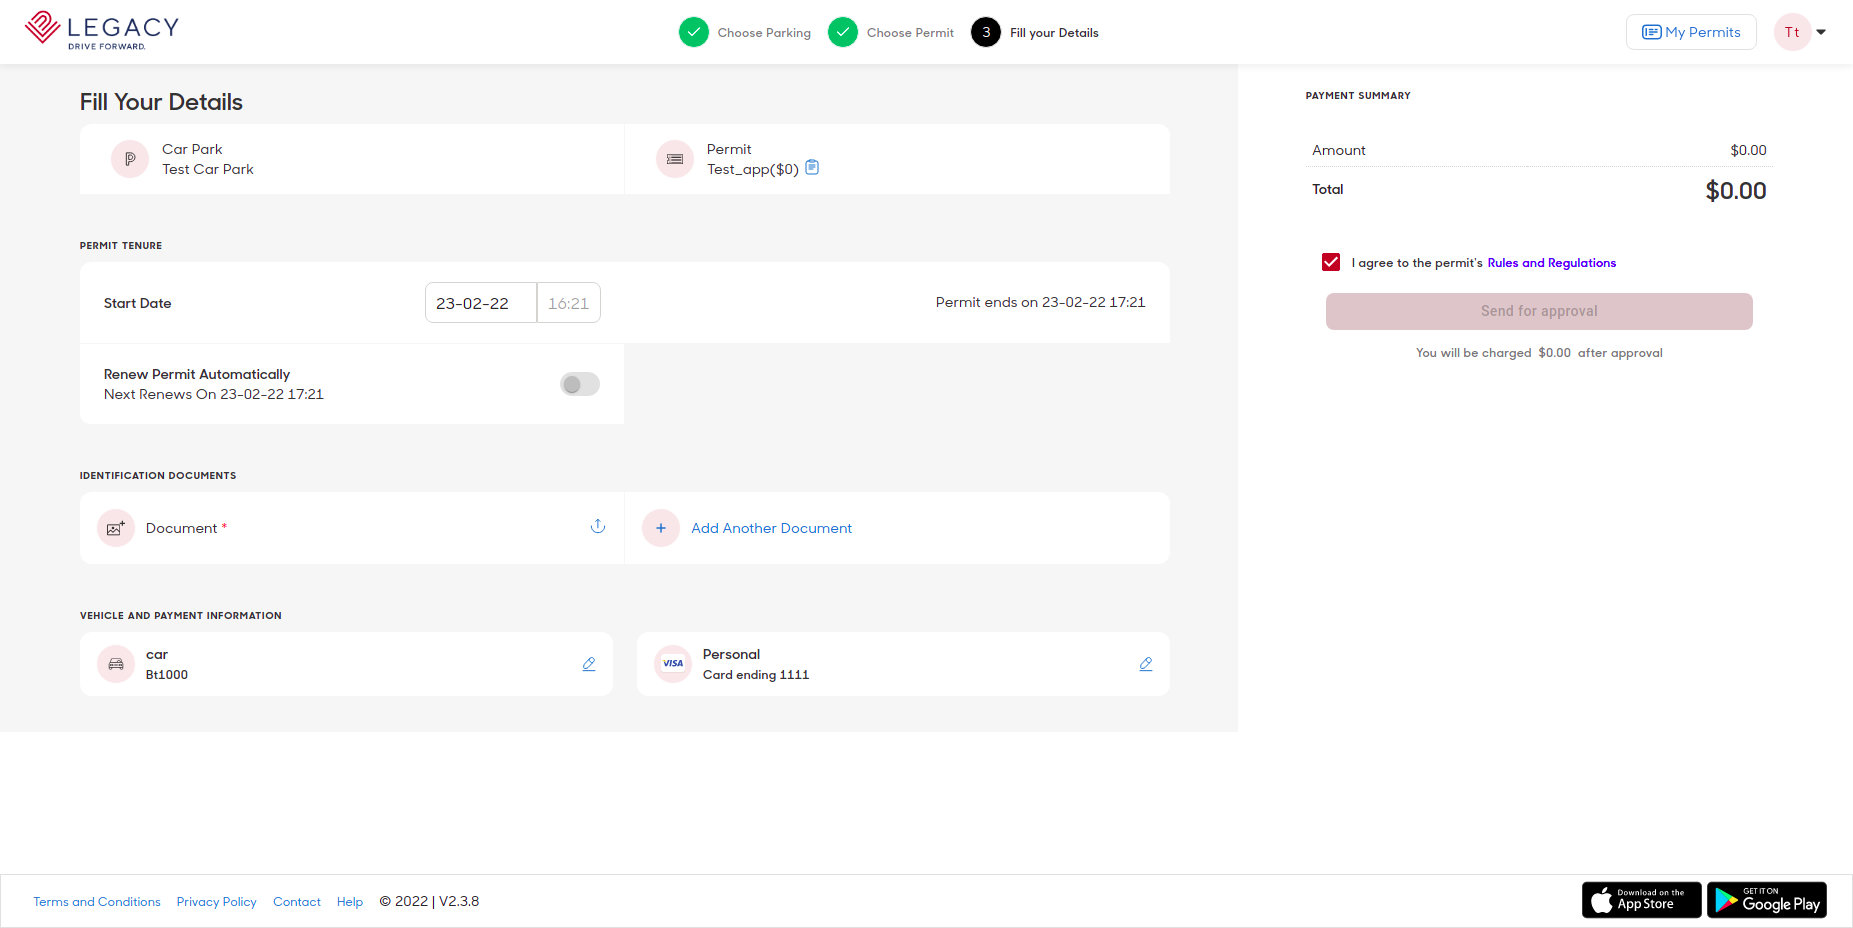 LEGACY
DRIVE FORWARD.
Choose Parking
Choose Permit
3 Fill your Details
My Permits
Tt
Fill Your Details
Car Park
Test Car Park
Permit
Test_app($0)
PERMIT TENURE
Start Date
23-02-22 16:21
Permit ends on 23-02-22 17:21
Renew Permit Automatically
Next Renews On 23-02-22 17:21
IDENTIFICATION DOCUMENTS
Document *
+ Add Another Document
VEHICLE AND PAYMENT INFORMATION
car
Bt1000
VISA
Personal
Card ending 1111
PAYMENT SUMMARY
Amount $0.00
Total $0.00
I agree to the permit's Rules and Regulations
Send for approval
You will be charged $0.00 after approval
Terms and Conditions Privacy Policy Contact Help © 2022 | V2.3.8
Download on the
App Store
GET IT ON
Google Play